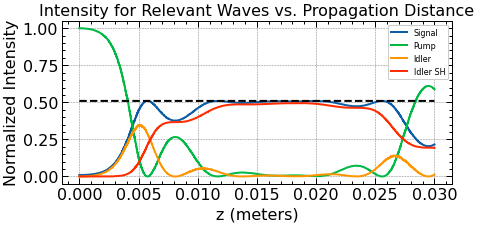 Intensity for Relevant Waves vs. Propagation Distance
Normalized Intensity
1.00
0.75
0.50
0.25
0.00
Signal
Pump
Idler
Idler SH
0.000 0.005 0.010 0.015 0.020 0.025 0.030
z (meters)